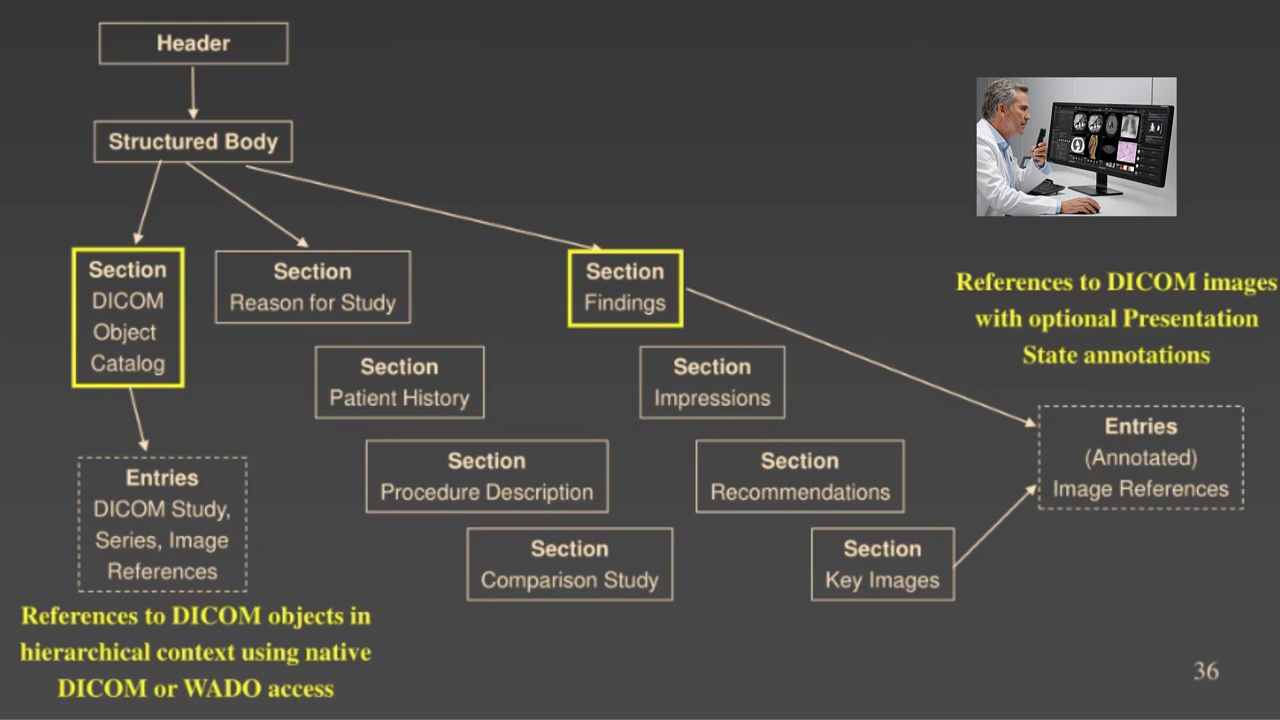 Header
Structured Body
Section
DICOM
Object
Catalog
Section
Reason for Study
Section
Findings
References to DICOM images
with optional Presentation
State annotations
Section
Patient History
Section
Impressions
Entries
(Annotated)
Image References
Section
Procedure Description
Section
Recommendations
Entries
DICOM Study,
Series, Image
References
Section
Comparison Study
Section
Key Images
References to DICOM objects in
hierarchical context using native
DICOM or WADO access
36